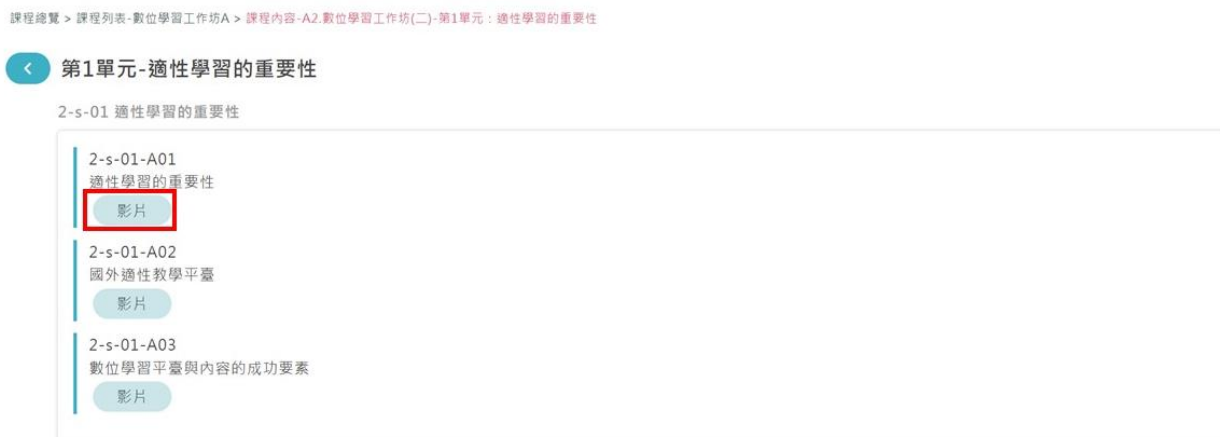 課程總覽 > 課程列表-數位學習工作坊A > 課程內容-A2.數位學習工作坊(二)-第1單元：適性學習的重要性
第1單元-適性學習的重要性
2-s-01 適性學習的重要性
2-s-01-A01
適性學習的重要性
影片
2-s-01-A02
國外適性教學平臺
影片
2-s-01-A03
數位學習平臺與內容的成功要素
影片